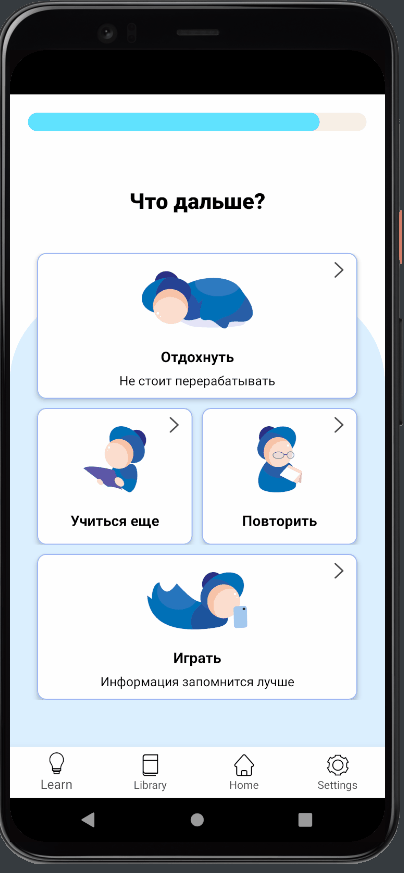 Что дальше?
Отдохнуть
Не стоит перерабатывать
Учиться еще
Повторить
Играть
Информация запомнится лучше
Learn
Library
Home
Settings